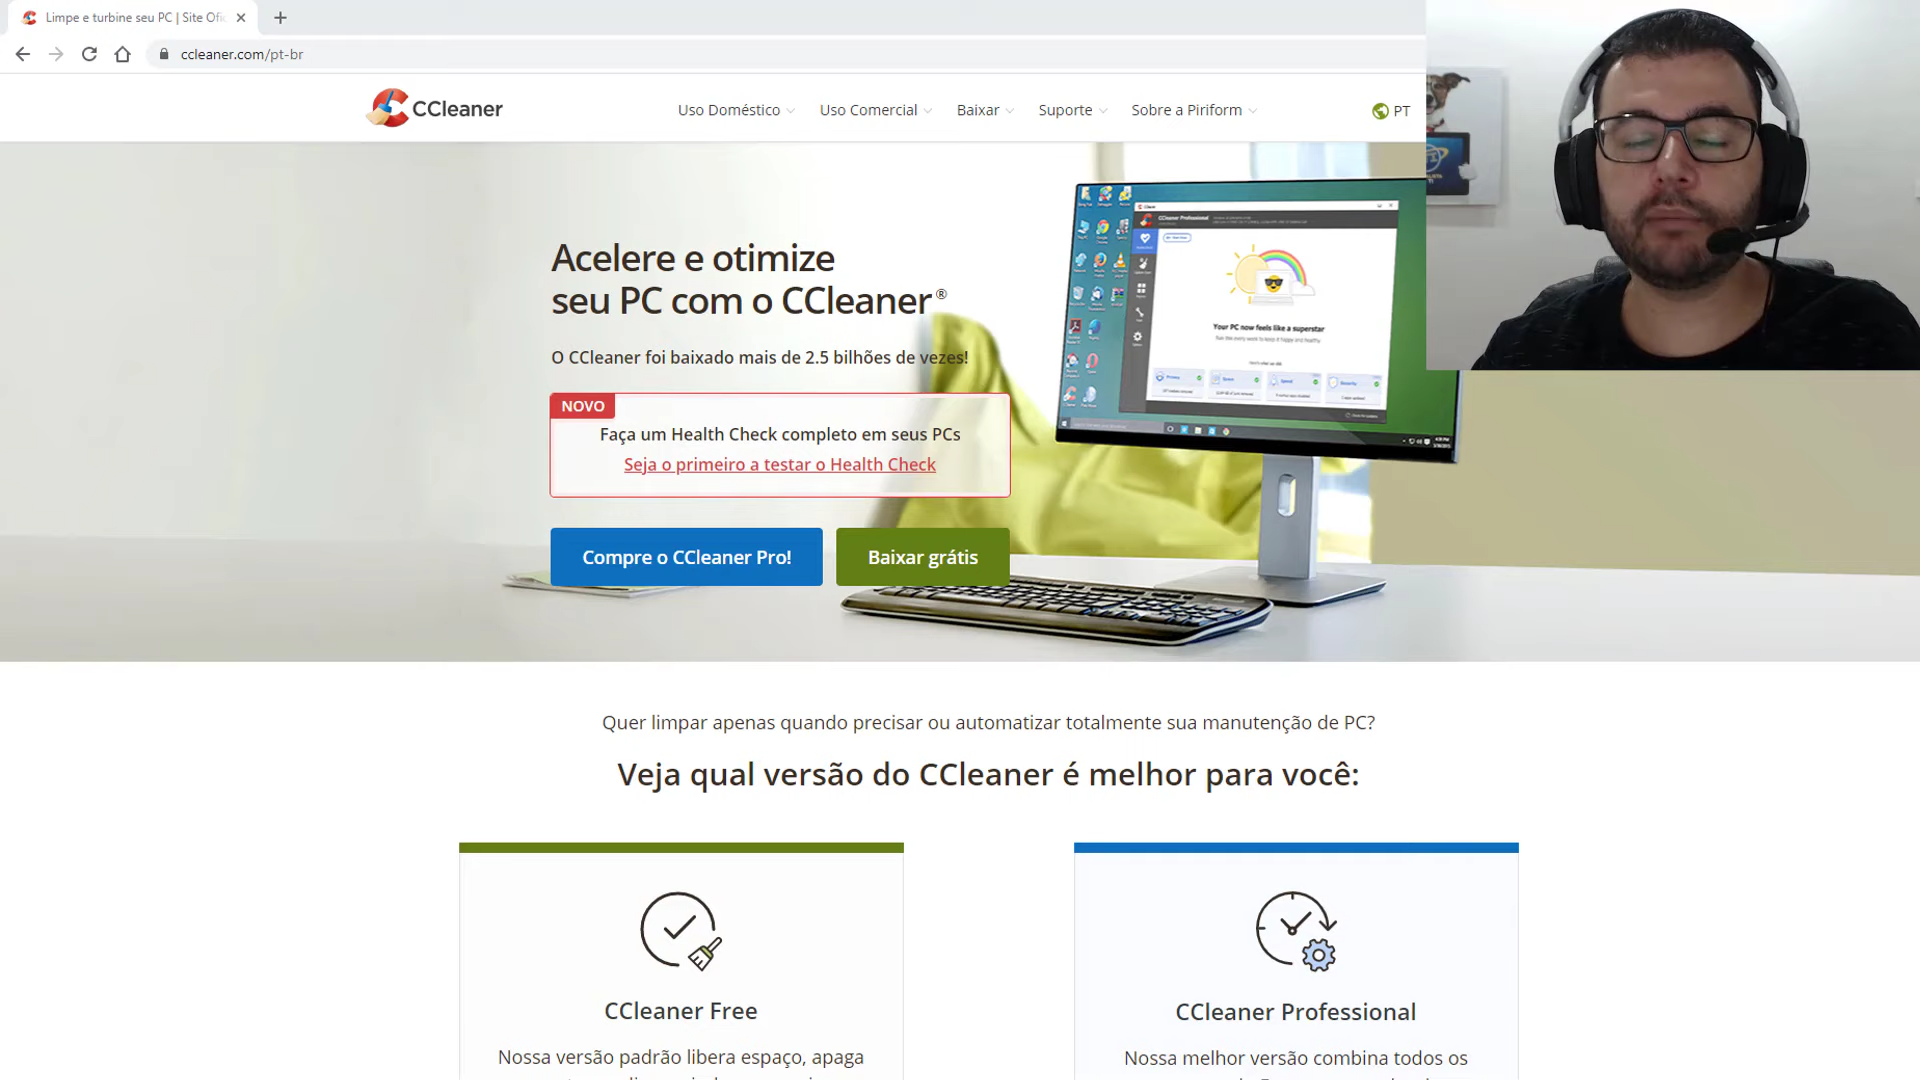 Limpe e turbine seu PC | Site Ofi
ccleaner.com/pt-br
CCleaner
Uso Doméstico
Uso Comercial
Baixar
Suporte
Sobre a Piriform
PT
Acelere e otimize
seu PC com o CCleaner®
O CCleaner foi baixado mais de 2.5 bilhões de vezes!
NOVO
Faça um Health Check completo em seus PCs
Seja o primeiro a testar o Health Check
Compre o CCleaner Pro!
Baixar grátis
CCleaner Professional
Your PC now feels like a superstar
Quer limpar apenas quando precisar ou automatizar totalmente sua manutenção de PC?
Veja qual versão do CCleaner é melhor para você:
CCleaner Free
Nossa versão padrão libera espaço, apaga
CCleaner Professional
Nossa melhor versão combina todos os